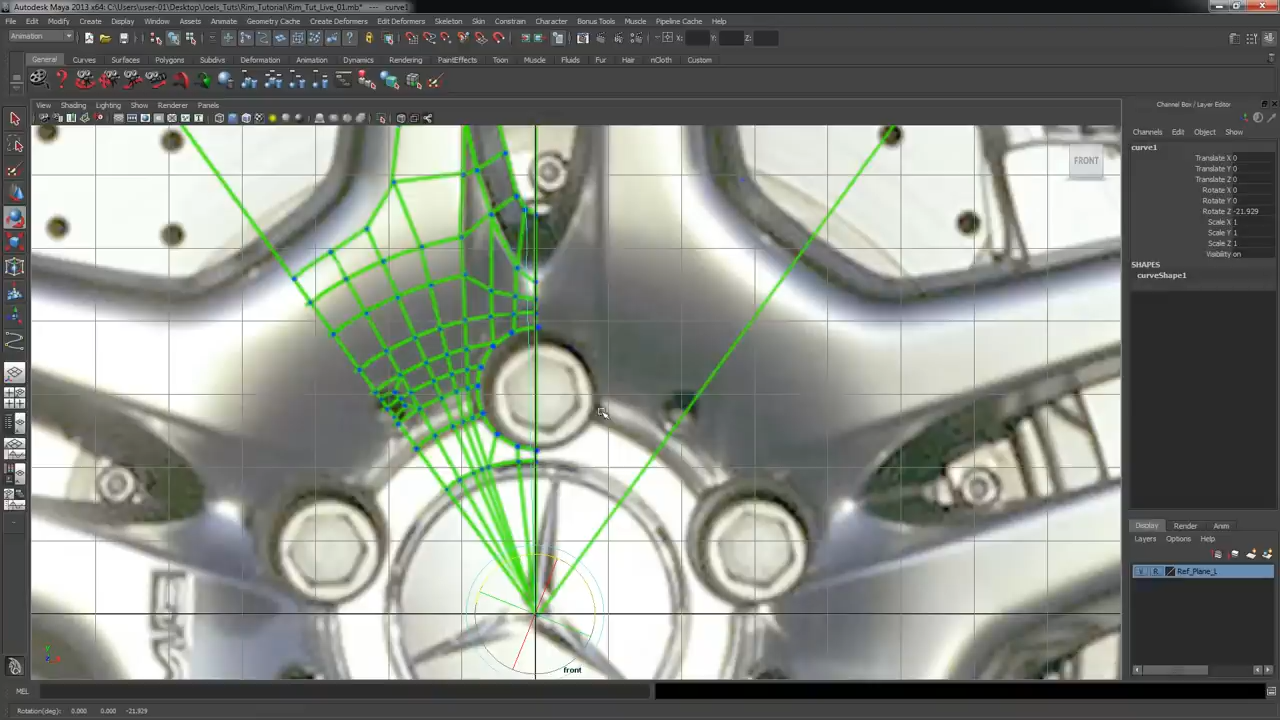 Autodesk Maya 2013 x64: C:\Users\user-01\Desktop\Joels_Tuts\Rim_Tutorial\Rim_Tut_Live_01.mb* --- curve1
File Edit Modify Create Display Window Assets Animate Geometry Cache Create Deformers Edit Deformers Skeleton Skin Constrain Character Bonus Tools Muscle Pipeline Cache Help
Animation X: Y: Z:
General Curves Surfaces Polygons Subdivs Deformation Animation Dynamics Rendering PaintEffects Toon Muscle Fluids Fur Hair nCloth Custom
View Shading Lighting Show Renderer Panels
Channel Box / Layer Editor
Channels Edit Object Show
curve1
Translate X 0
Translate Y 0
Translate Z 0
Rotate X 0
Rotate Y 0
Rotate Z -21.929
Scale X 1
Scale Y 1
Scale Z 1
Visibility on
SHAPES
curveShape1
FRONT
front
Display Render Anim
Layers Options Help
V R Ref_Plane_L
MEL
Rotation(deg): 0.000 0.000 -21.929